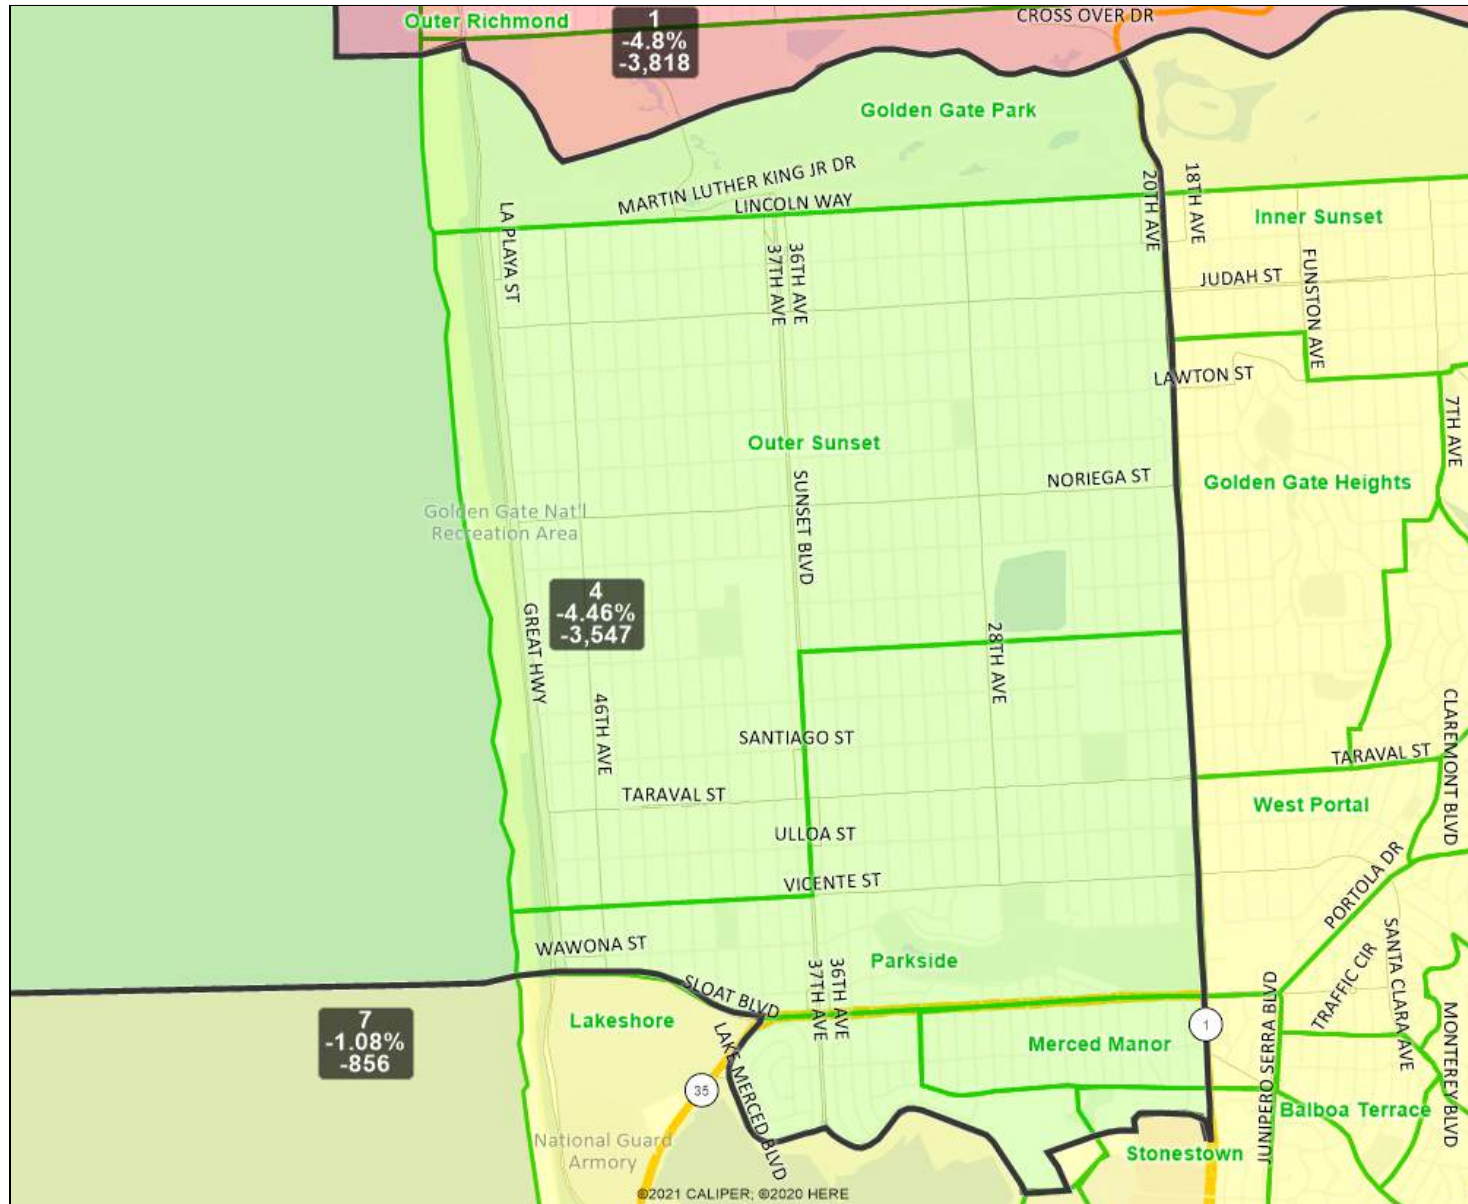 Outer Richmond
1
-4.8%
-3,818
CROSS OVER DR
Golden Gate Park
MARTIN LUTHER KING JR DR
LINCOLN WAY
20TH AVE
18TH AVE
Inner Sunset
LA PLAYA ST
37TH AVE
36TH AVE
JUDAH ST
FUNSTON AVE
LAWTON ST
7TH AVE
Outer Sunset
SUNSET BLVD
NORIEGA ST
Golden Gate Heights
Golden Gate Nat'l
Recreation Area
4
-4.46%
-3,547
GREAT HWY
28TH AVE
46TH AVE
SANTIAGO ST
CLAREMONT BLVD
TARAVAL ST
TARAVAL ST
West Portal
ULLOA ST
VICENTE ST
PORTOLA DR
WAWONA ST
Parkside
37TH AVE
36TH AVE
SANTA CLARA AVE
TRAFFIC CIR
SLOAT BLVD
7
-1.08%
-856
Lakeshore
LAKE MERCED BLVD
Merced Manor
1
JUNIPERO SERRA BLVD
MONTEREY BLVD
35
Balboa Terrace
National Guard
Armory
Stonestown
©2021 CALIPER; ©2020 HERE